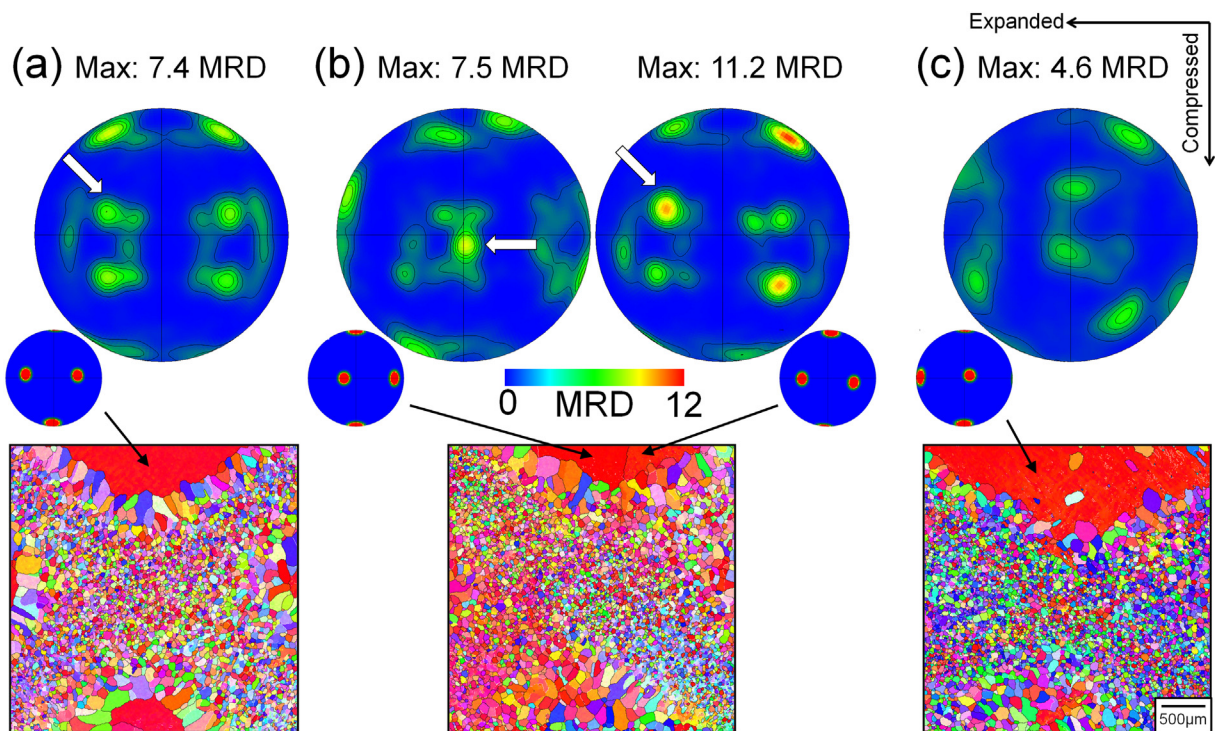 Expanded
Compressed
(a) Max: 7.4 MRD
(b) Max: 7.5 MRD
Max: 11.2 MRD
(c) Max: 4.6 MRD
0 MRD 12
500µm